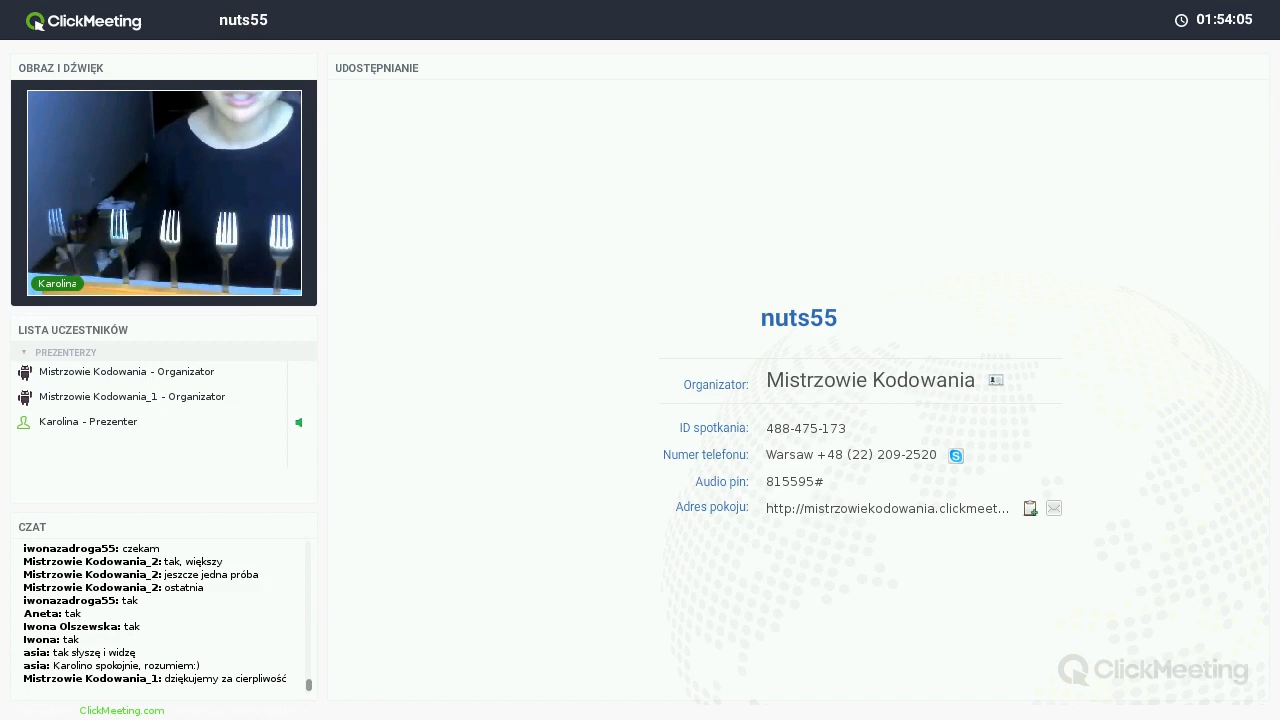 ClickMeeting
nuts55
01:54:05
OBRAZ I DŹWIĘK
Karolina
LISTA UCZESTNIKÓW
PREZENTERZY
Mistrzowie Kodowania - Organizator
Mistrzowie Kodowania_1 - Organizator
Karolina - Prezenter
CZAT
iwonazadroga55: czekam
Mistrzowie Kodowania_2: tak, większy
Mistrzowie Kodowania_2: jeszcze jedna próba
Mistrzowie Kodowania_2: ostatnia
iwonazadroga55: tak
Aneta: tak
Iwona Olszewska: tak
Iwona: tak
asia: tak słyszę i widzę
asia: Karolino spokojnie, rozumiem:)
Mistrzowie Kodowania_1: dziękujemy za cierpliwość
ClickMeeting.com
UDOSTĘPNIANIE
nuts55
Organizator: Mistrzowie Kodowania
ID spotkania: 488-475-173
Numer telefonu: Warsaw +48 (22) 209-2520
Audio pin: 815595#
Adres pokoju: http://mistrzowiekodowania.clickmeet...
ClickMeeting